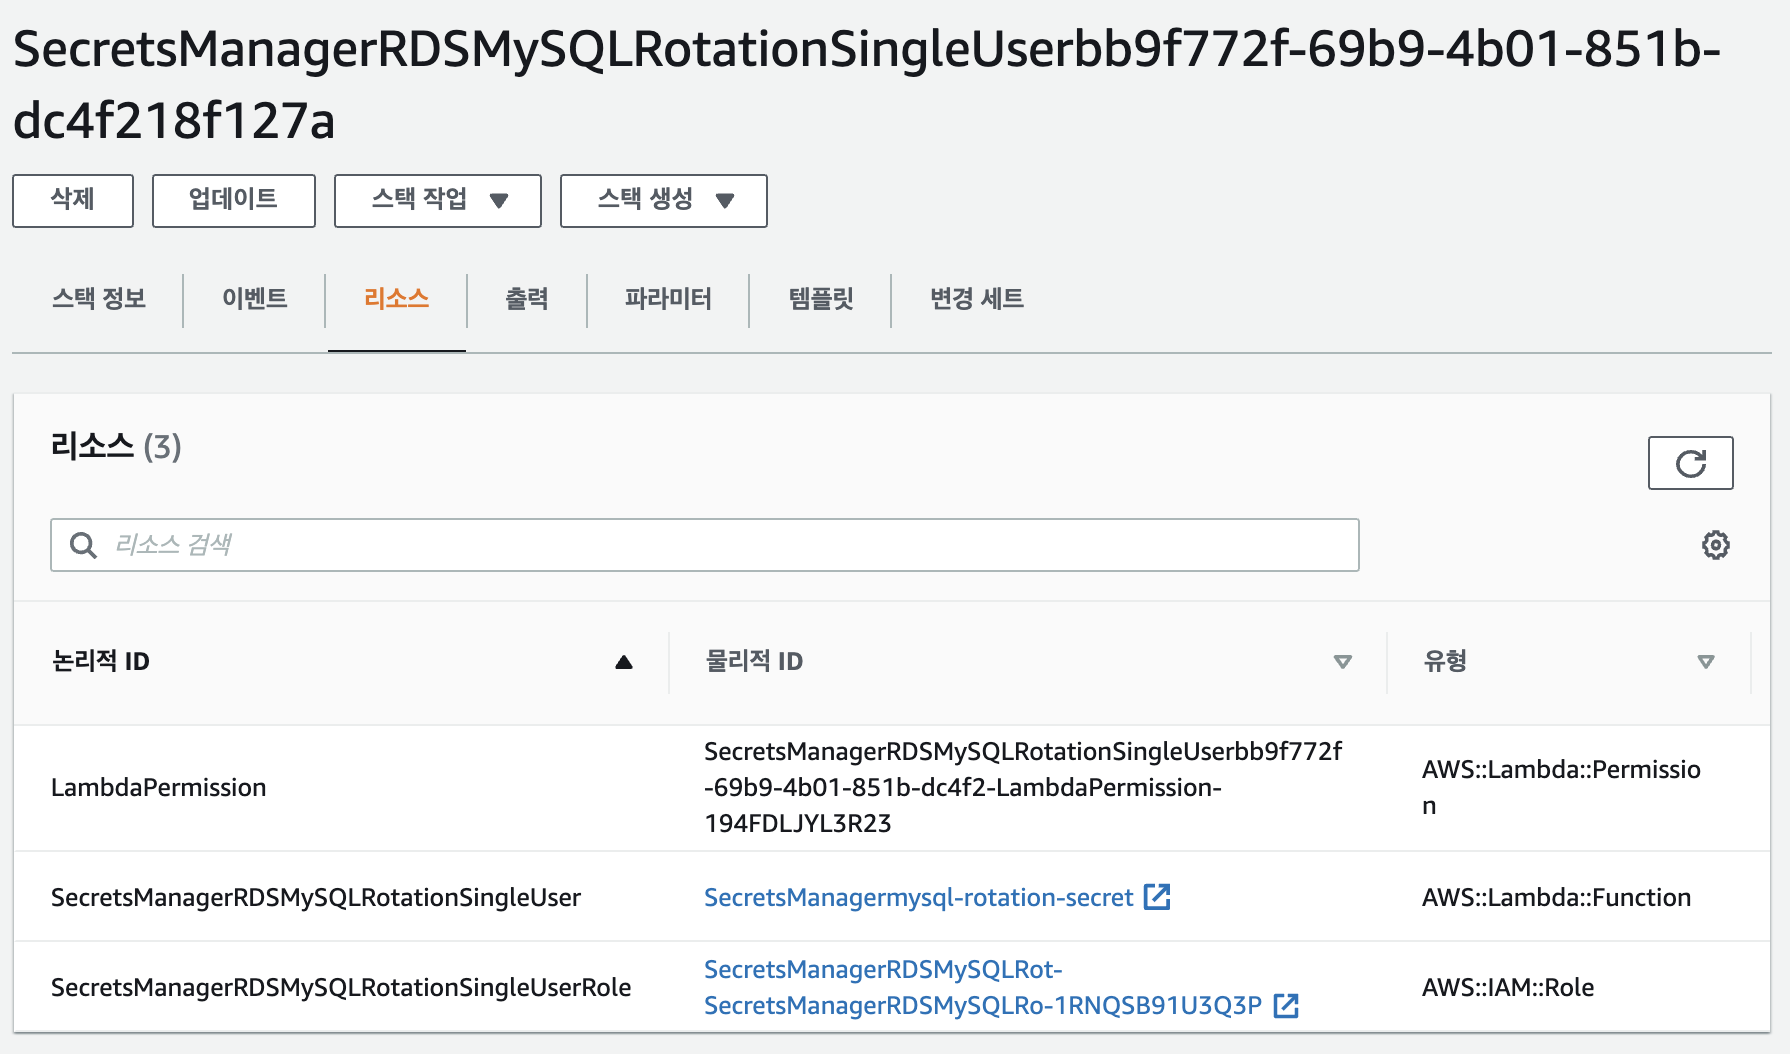 SecretsManagerRDSMySQLRotationSingleUserbb9f772f-69b9-4b01-851b-
dc4f218f127a
삭제 업데이트 스택 작업 스택 생성
스택 정보 이벤트 리소스 출력 파라미터 템플릿 변경 세트
리소스 (3)
리소스 검색
논리적 ID 물리적 ID 유형
SecretsManagerRDSMySQLRotationSingleUserbb9f772f
-69b9-4b01-851b-dc4f2-LambdaPermission-
194FDLJYL3R23
LambdaPermission
AWS::Lambda::Permissio
n
SecretsManagerRDSMySQLRotationSingleUser SecretsManagermysql-rotation-secret AWS::Lambda::Function
SecretsManagerRDSMySQLRotationSingleUserRole
SecretsManagerRDSMySQLRot-
SecretsManagerRDSMySQLRo-1RNQSB91U3Q3P
AWS::IAM::Role